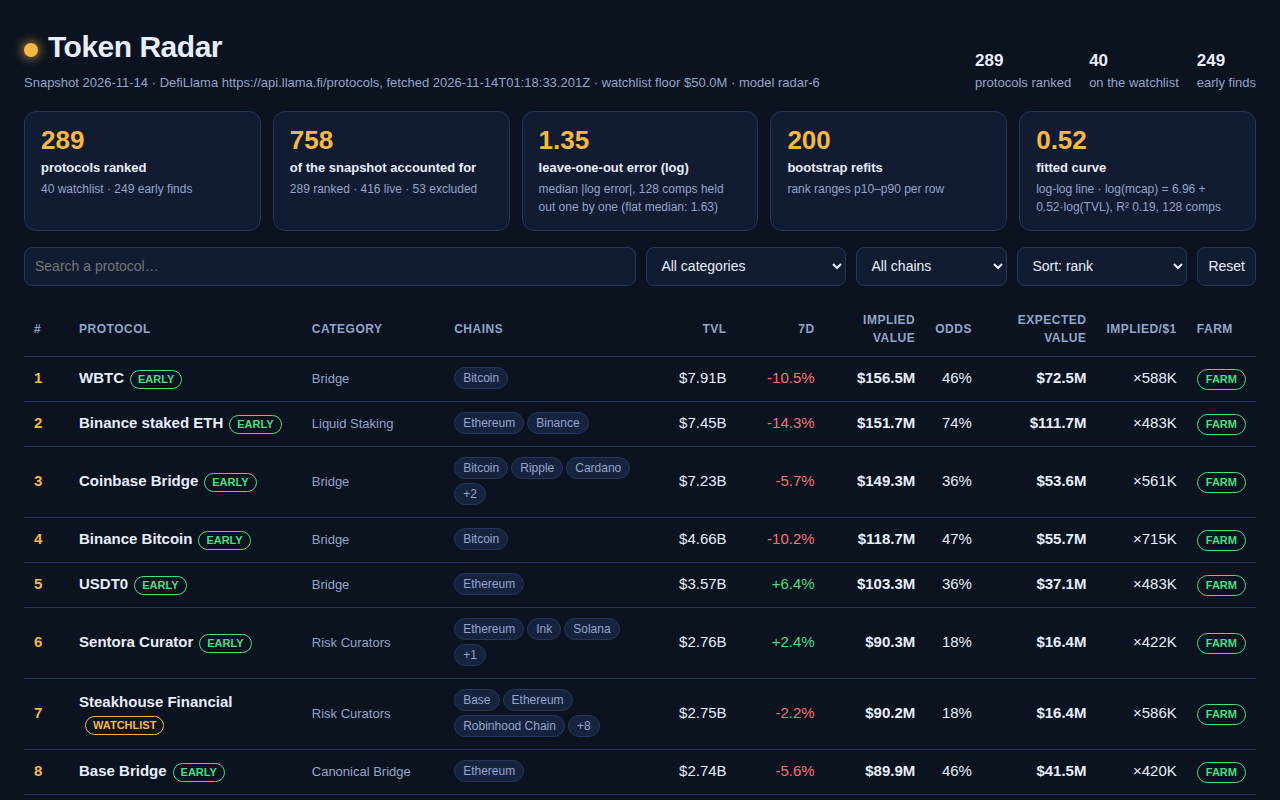 Token Radar
Snapshot 2026-11-14 · DefiLlama https://api.llama.fi/protocols, fetched 2026-11-14T01:18:33.201Z · watchlist floor $50.0M · model radar-6
289 protocols ranked
40 on the watchlist
249 early finds
289
protocols ranked
40 watchlist · 249 early finds
758
of the snapshot accounted for
289 ranked · 416 live · 53 excluded
1.35
leave-one-out error (log)
median |log error|, 128 comps held
out one by one (flat median: 1.63)
200
bootstrap refits
rank ranges p10–p90 per row
0.52
fitted curve
log-log line · log(mcap) = 6.96 +
0.52·log(TVL), R² 0.19, 128 comps
Search a protocol…
All categories
All chains
Sort: rank
Reset
# PROTOCOL CATEGORY CHAINS TVL 7D IMPLIED VALUE ODDS EXPECTED VALUE IMPLIED/$1 FARM
1 WBTC EARLY Bridge Bitcoin $7.91B -10.5% $156.5M 46% $72.5M ×588K FARM
2 Binance staked ETH EARLY Liquid Staking Ethereum Binance $7.45B -14.3% $151.7M 74% $111.7M ×483K FARM
3 Coinbase Bridge EARLY Bridge Bitcoin Ripple Cardano +2 $7.23B -5.7% $149.3M 36% $53.6M ×561K FARM
4 Binance Bitcoin EARLY Bridge Bitcoin $4.66B -10.2% $118.7M 47% $55.7M ×715K FARM
5 USDT0 EARLY Bridge Ethereum $3.57B +6.4% $103.3M 36% $37.1M ×483K FARM
6 Sentora Curator EARLY Risk Curators Ethereum Ink Solana +1 $2.76B +2.4% $90.3M 18% $16.4M ×422K FARM
7 Steakhouse Financial WATCHLIST Risk Curators Base Ethereum Robinhood Chain +8 $2.75B -2.2% $90.2M 18% $16.4M ×586K FARM
8 Base Bridge EARLY Canonical Bridge Ethereum $2.74B -5.6% $89.9M 46% $41.5M ×420K FARM